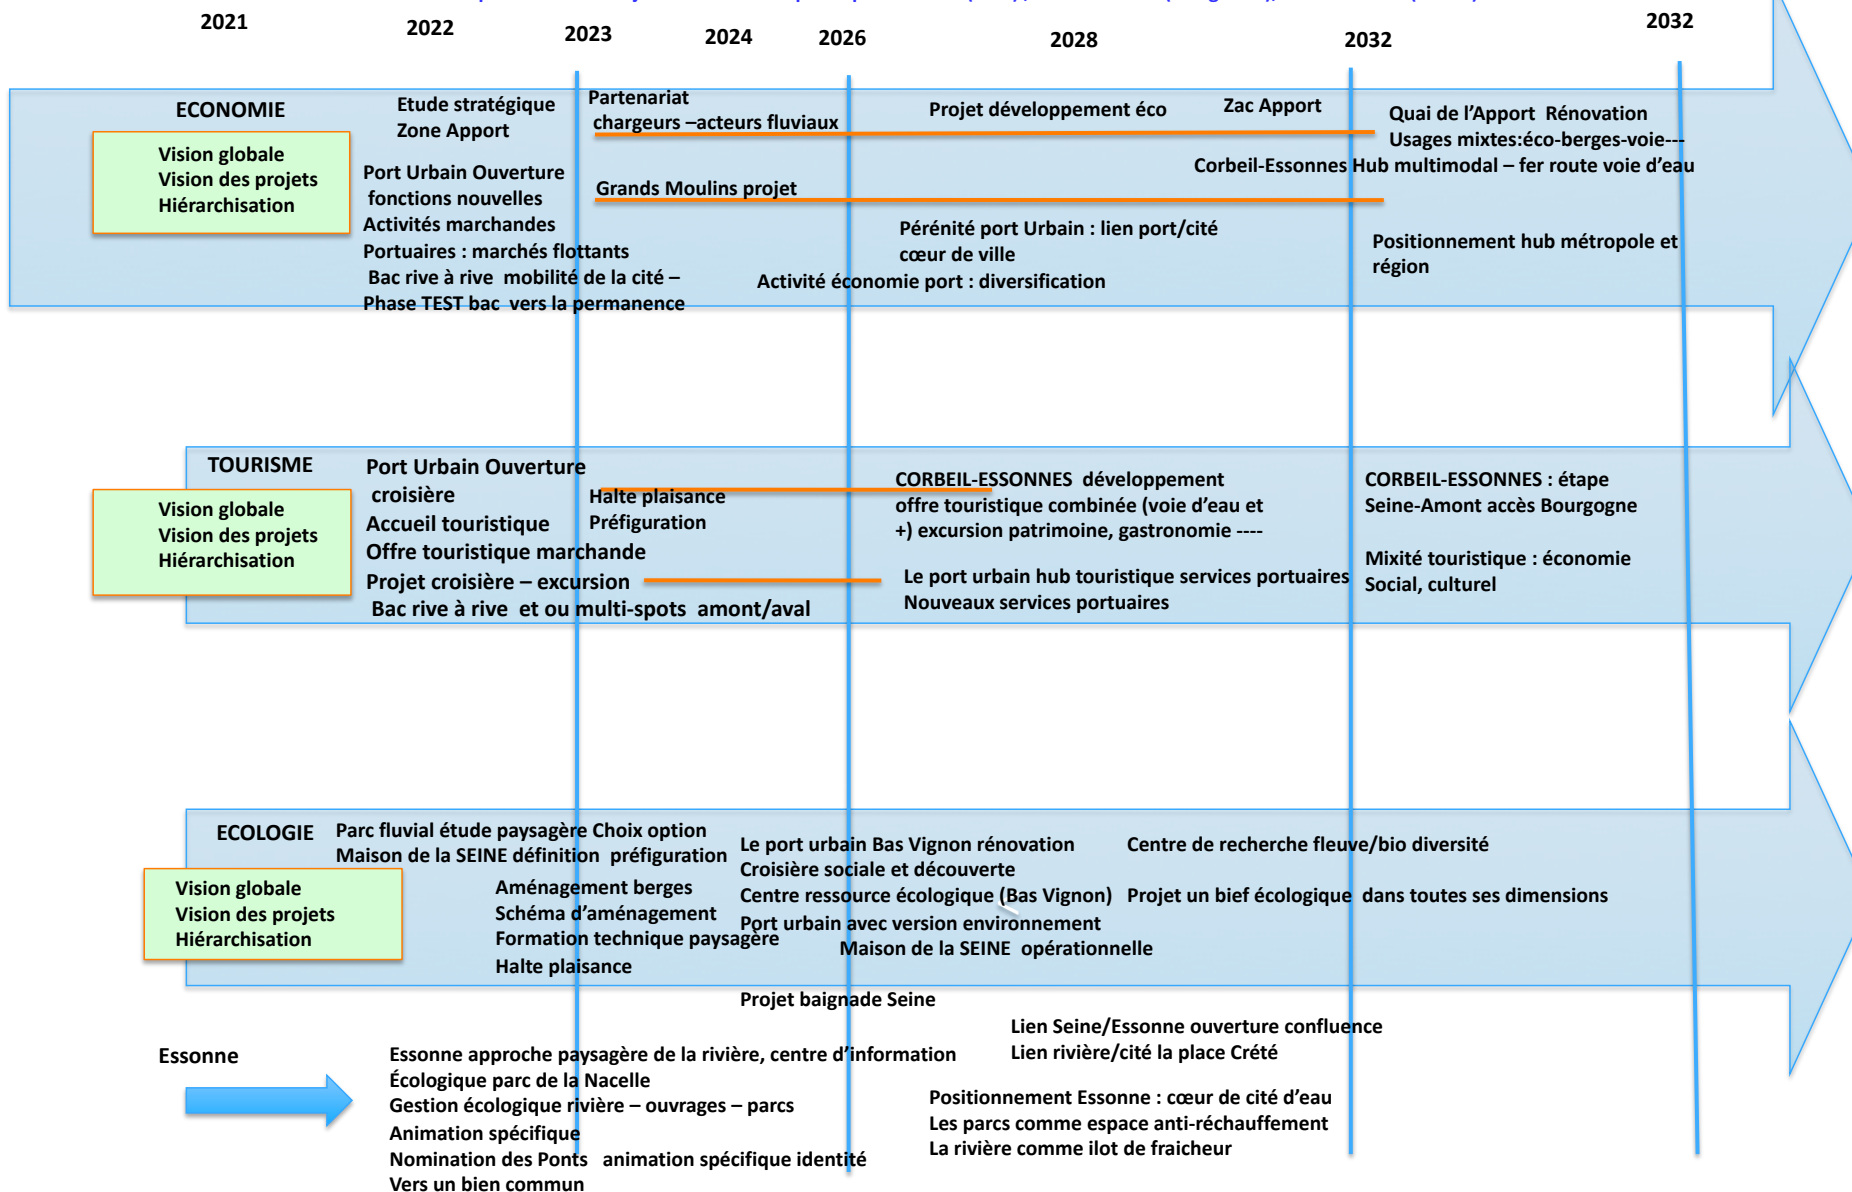 2021
2022
2023
2024
2026
2028
2032
2032
ECONOMIE
Vision globale
Vision des projets
Hiérarchisation
Etude stratégique
Zone Apport
Port Urbain Ouverture
fonctions nouvelles
Activités marchandes
Portuaires : marchés flottants
Bac rive à rive mobilité de la cité –
Phase TEST bac vers la permanence
Partenariat
chargeurs –acteurs fluviaux
Grands Moulins projet
Projet développement éco
Zac Apport
Pérénité port Urbain : lien port/cité
cœur de ville
Activité économie port : diversification
Quai de l'Apport Rénovation
Usages mixtes:éco-berges-voie---
Corbeil-Essonnes Hub multimodal – fer route voie d'eau
Positionnement hub métropole et
région
TOURISME
Vision globale
Vision des projets
Hiérarchisation
Port Urbain Ouverture
croisière
Accueil touristique
Offre touristique marchande
Projet croisière – excursion
Bac rive à rive et ou multi-spots amont/aval
Halte plaisance
Préfiguration
CORBEIL-ESSONNES développement
offre touristique combinée (voie d'eau et
+) excursion patrimoine, gastronomie ----
Le port urbain hub touristique services portuaires
Nouveaux services portuaires
CORBEIL-ESSONNES : étape
Seine-Amont accès Bourgogne
Mixité touristique : économie
Social, culturel
ECOLOGIE
Vision globale
Vision des projets
Hiérarchisation
Parc fluvial étude paysagère Choix option
Maison de la SEINE définition préfiguration
Aménagement berges
Schéma d'aménagement
Formation technique paysagère
Halte plaisance
Le port urbain Bas Vignon rénovation
Croisière sociale et découverte
Centre ressource écologique (Bas Vignon)
Port urbain avec version environnement
Maison de la SEINE opérationnelle
Centre de recherche fleuve/bio diversité
Projet un bief écologique dans toutes ses dimensions
Projet baignade Seine
Lien Seine/Essonne ouverture confluence
Lien rivière/cité la place Crété
Essonne
Essonne approche paysagère de la rivière, centre d'information
Écologique parc de la Nacelle
Gestion écologique rivière – ouvrages – parcs
Animation spécifique
Nomination des Ponts animation spécifique identité
Vers un bien commun
Positionnement Essonne : cœur de cité d'eau
Les parcs comme espace anti-réchauffement
La rivière comme ilot de fraicheur